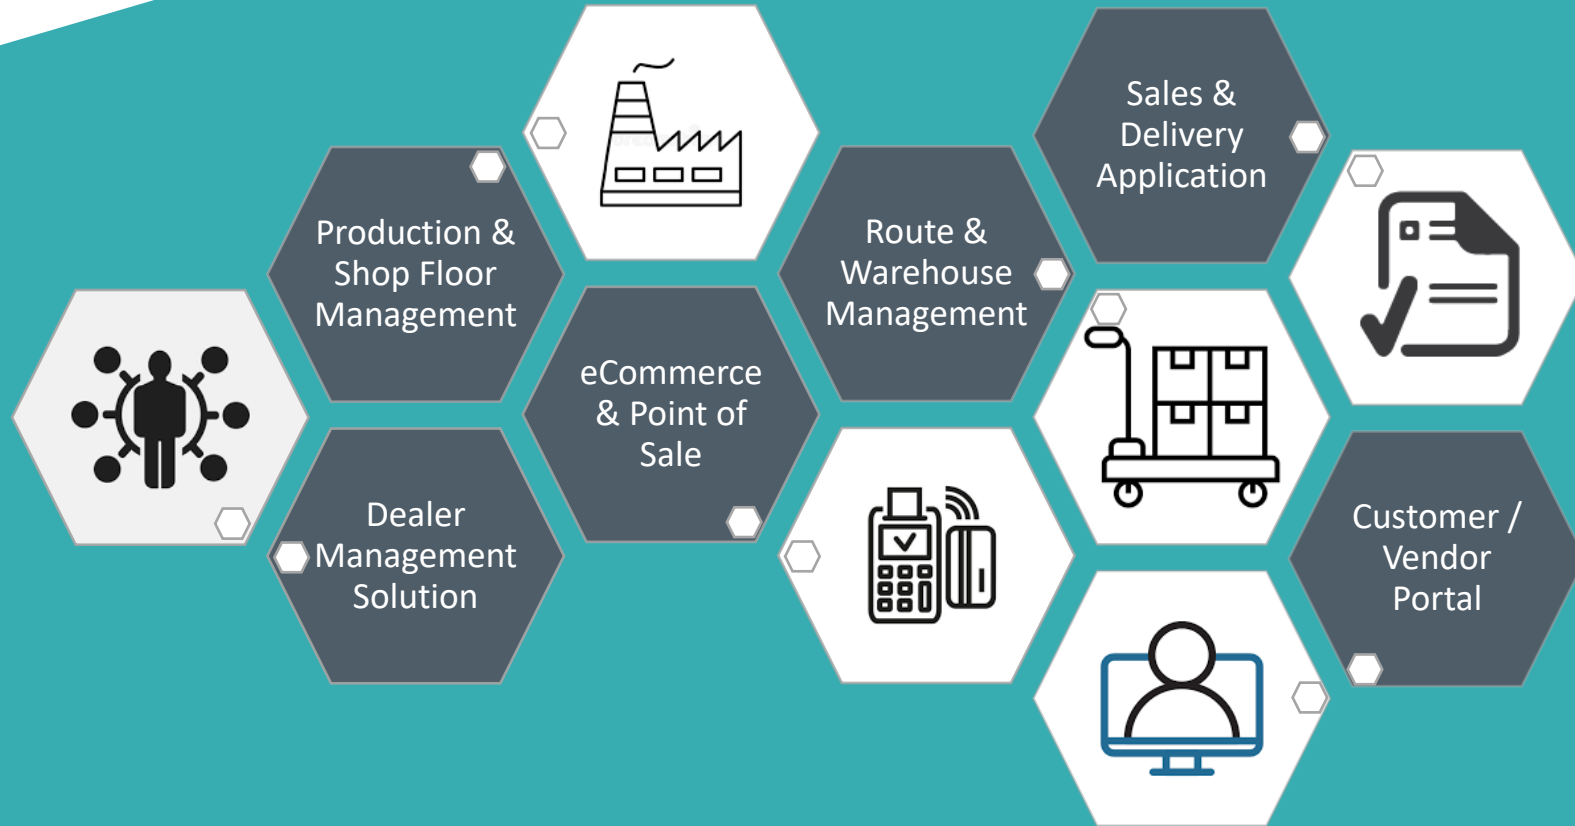 Production &
Shop Floor
Management
Dealer
Management
Solution
eCommerce
& Point of
Sale
Route &
Warehouse
Management
Sales &
Delivery
Application
Customer /
Vendor
Portal